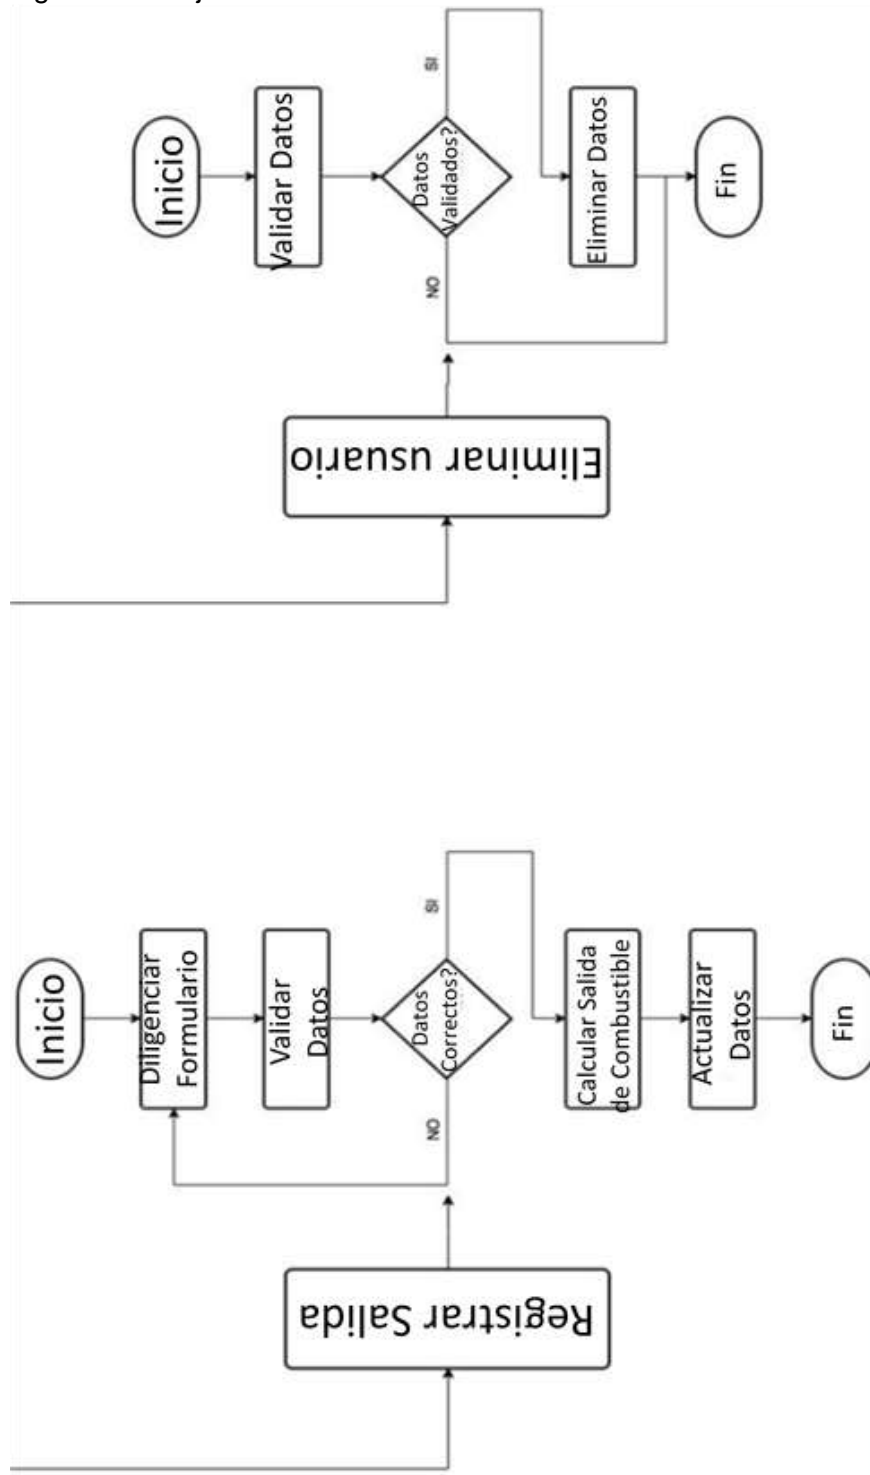 Inicio
Validar Datos
SI
Datos
Validados?
NO
Eliminar Datos
Fin
Eliminar usuario
Inicio
Diligenciar
Formulario
Validar
Datos
SI
Datos
Correctos?
NO
Calcular Salida
de Combustible
Actualizar
Datos
Fin
Registrar Salida